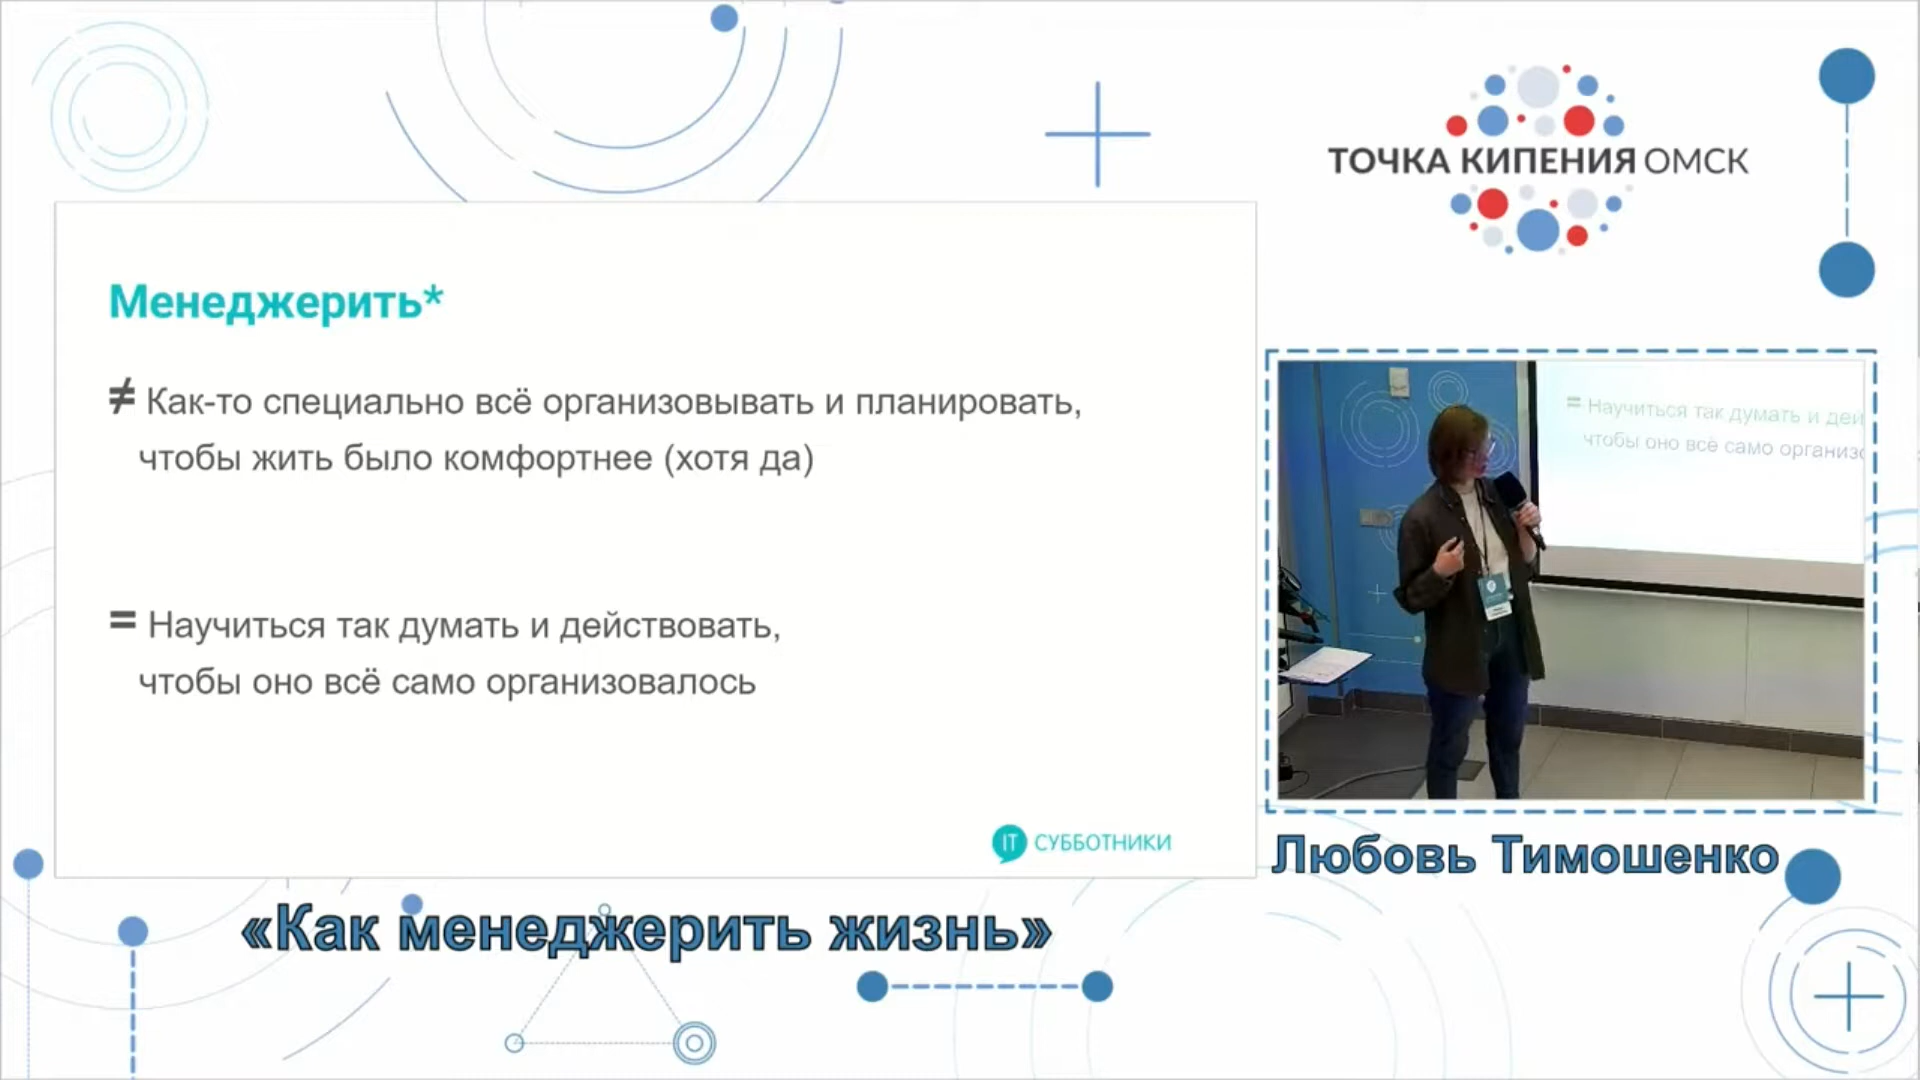 ТОЧКА КИПЕНИЯ ОМСК
Менеджерить*
≠ Как-то специально всё организовывать и планировать,
чтобы жить было комфортнее (хотя да)
= Научиться так думать и действовать,
чтобы оно всё само организовалось
IT СУББОТНИКИ
= Научиться так думать и дей
чтобы оно всё само организо
Любовь Тимошенко
«Как менеджерить жизнь»